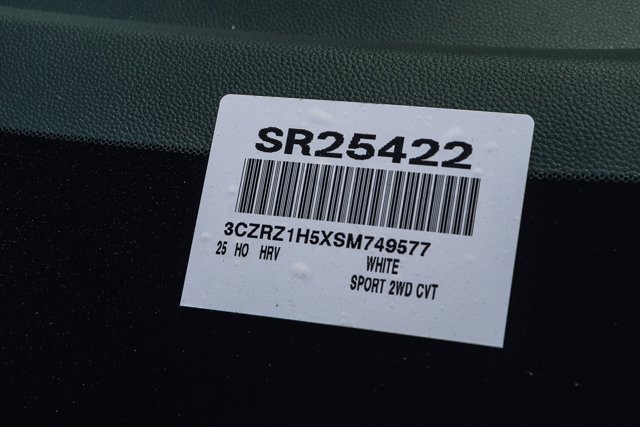 SR25422
3CZRZ1H5XSM749577
25 HO HRV
WHITE
SPORT 2WD CVT